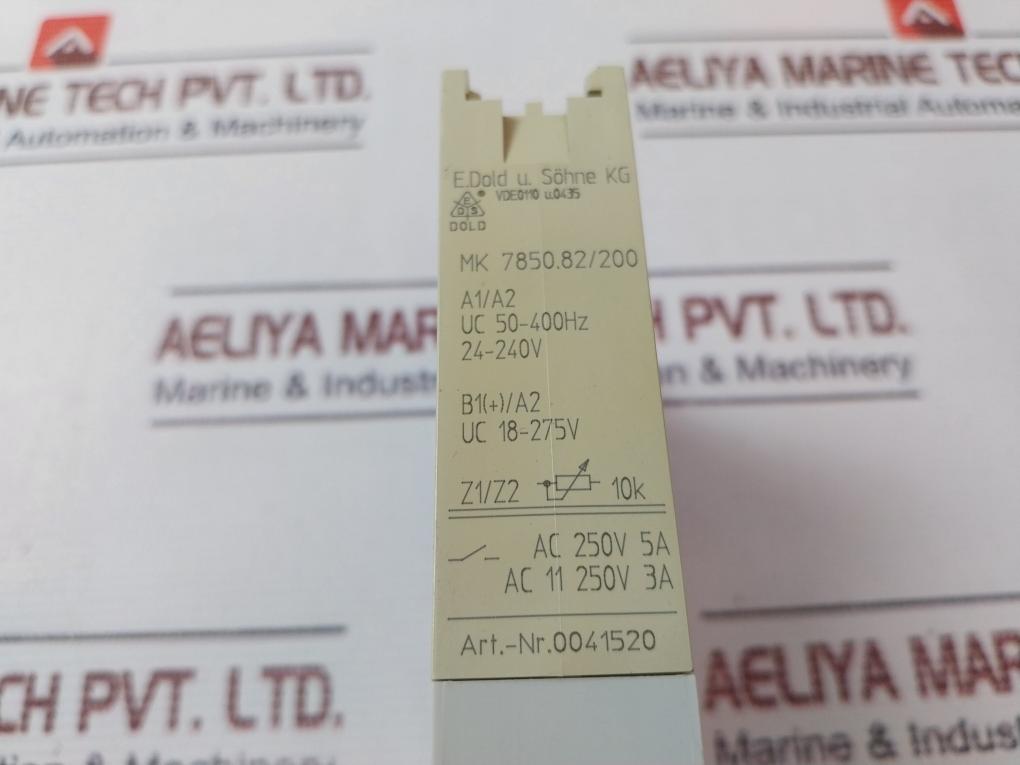 NE TECH PVT. LTD.
Automation & Machinery
AELIYA MARINE TEC
Marine & Industrial Automa
E.Dold u. Söhne KG
VDE0110 u.0435
E
D S
®
DOLD
MK 7850.82/200
A1/A2
UC 50-400Hz
24-240V
B1(+)/A2
UC 18-275V
Z1/Z2 10k
AC 250V 5A
AC 11 250V 3A
Art.-Nr.0041520
AELIYA MAR
PVT. LTD.
Marine & Indust
on & Machinery
CH PVT. LTD.
& Machinery
AELIYA MAR
Marine & Indus